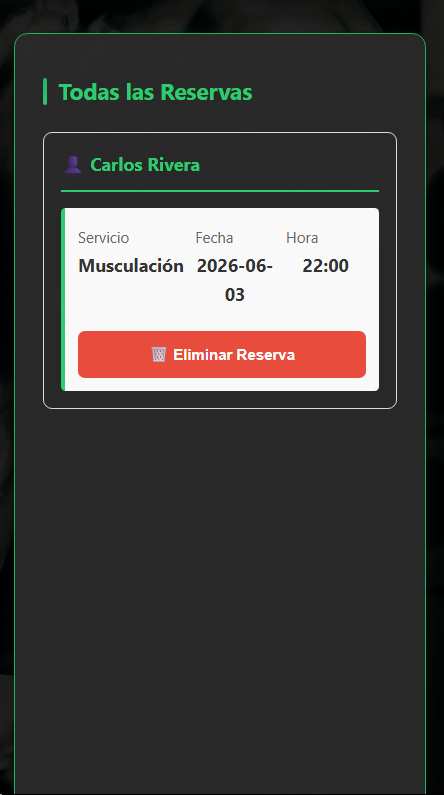 Todas las Reservas
👤 Carlos Rivera
Servicio Fecha Hora
Musculación 2026-06-03 22:00
🗑️ Eliminar Reserva